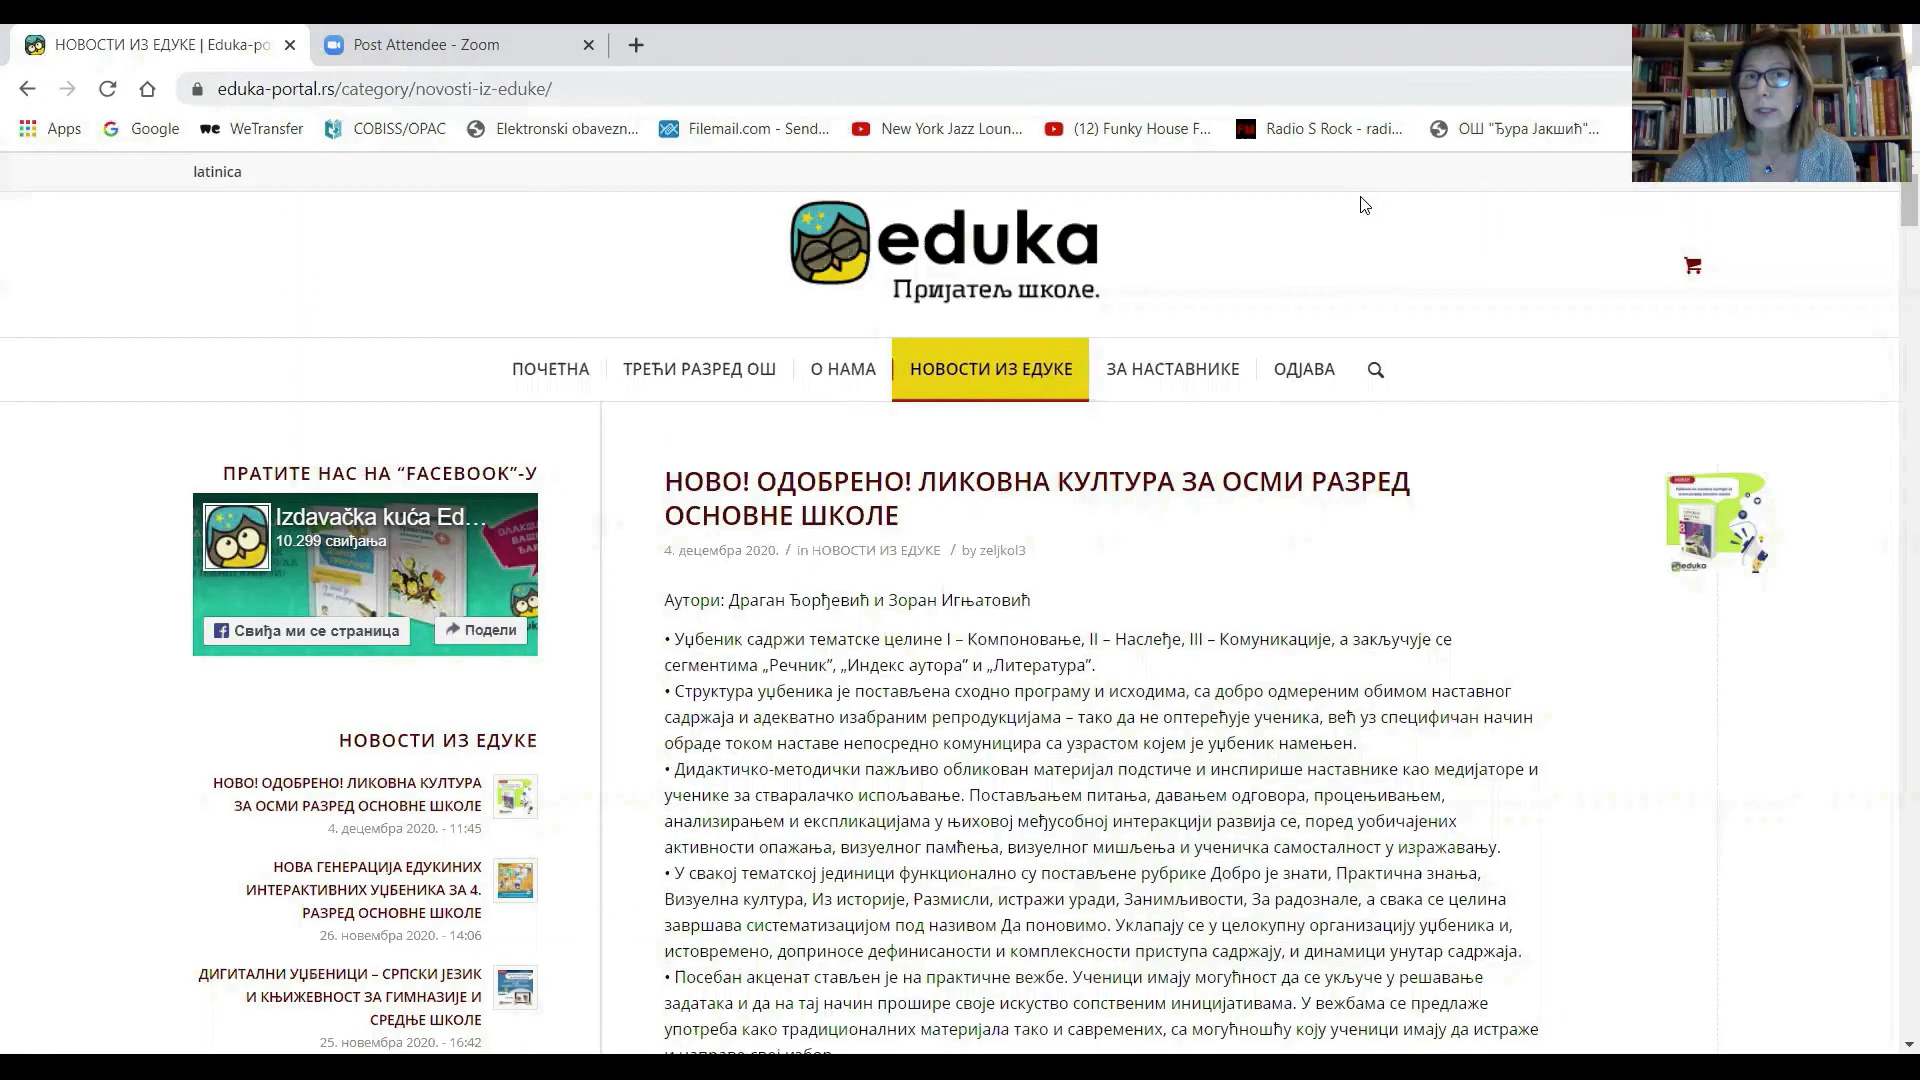 НОВОСТИ ИЗ ЕДУКЕ | Eduka-po
Post Attendee - Zoom
eduka-portal.rs/category/novosti-iz-eduke/
Apps
Google
WeTransfer
COBISS/OPAC
Elektronski obavezn...
Filemail.com - Send...
New York Jazz Loun...
(12) Funky House F...
Radio S Rock - radi...
ОШ "Ђура Јакшић"...
latinica
eduka
Пријатељ школе.
ПОЧЕТНА
ТРЕЋИ РАЗРЕД ОШ
О НАМА
НОВОСТИ ИЗ ЕДУКЕ
ЗА НАСТАВНИКЕ
ОДЈАВА
ПРАТИТЕ НАС НА “FACEBOOK”-У
Izdavačka kuća Ed...
10.299 свиђања
Свиђа ми се страница
Подели
НОВОСТИ ИЗ ЕДУКЕ
НОВО! ОДОБРЕНО! ЛИКОВНА КУЛТУРА
ЗА ОСМИ РАЗРЕД ОСНОВНЕ ШКОЛЕ
4. децембра 2020. - 11:45
НОВА ГЕНЕРАЦИЈА ЕДУКИНИХ
ИНТЕРАКТИВНИХ УЏБЕНИКА ЗА 4.
РАЗРЕД ОСНОВНЕ ШКОЛЕ
26. новембра 2020. - 14:06
ДИГИТАЛНИ УЏБЕНИЦИ – СРПСКИ ЈЕЗИК
И КЊИЖЕВНОСТ ЗА ГИМНАЗИЈЕ И
СРЕДЊЕ ШКОЛЕ
25. новембра 2020. - 16:42
НОВО! ОДОБРЕНО! ЛИКОВНА КУЛТУРА ЗА ОСМИ РАЗРЕД
ОСНОВНЕ ШКОЛЕ
4. децембра 2020. / in НОВОСТИ ИЗ ЕДУКЕ / by zeljkol3
Аутори: Драган Ђорђевић и Зоран Игњатовић
• Уџбеник садржи тематске целине I – Компоновање, II – Наслеђе, III – Комуникације, а закључује се
сегментима „Речник”, „Индекс аутора” и „Литература”.
• Структура уџбеника је постављена сходно програму и исходима, са добро одмереним обимом наставног
садржаја и адекватно изабраним репродукцијама – тако да не оптерећује ученика, већ уз специфичан начин
обраде током наставе непосредно комуницира са узрастом којем је уџбеник намењен.
• Дидактичко-методички пажљиво обликован материјал подстиче и инспирише наставнике као медијаторе и
ученике за стваралачко испољавање. Постављањем питања, давањем одговора, процењивањем,
анализирањем и експликацијама у њиховој међусобној интеракцији развија се, поред уобичајених
активности опажања, визуелног памћења, визуелног мишљења и ученичка самосталност у изражавању.
• У свакој тематској јединици функционално су постављене рубрике Добро је знати, Практична знања,
Визуелна култура, Из историје, Размисли, истражи уради, Занимљивости, За радознале, а свака се целина
завршава систематизацијом под називом Да поновимо. Уклапају се у целокупну организацију уџбеника и,
истовремено, доприносе дефинисаности и комплексности приступа садржају, и динамици унутар садржаја.
• Посебан акценат стављен је на практичне вежбе. Ученици имају могућност да се укључе у решавање
задатака и да на тај начин прошире своје искуство сопственим иницијативама. У вежбама се предлаже
употреба како традиционалних материјала тако и савремених, са могућношћу коју ученици имају да истраже
eduka